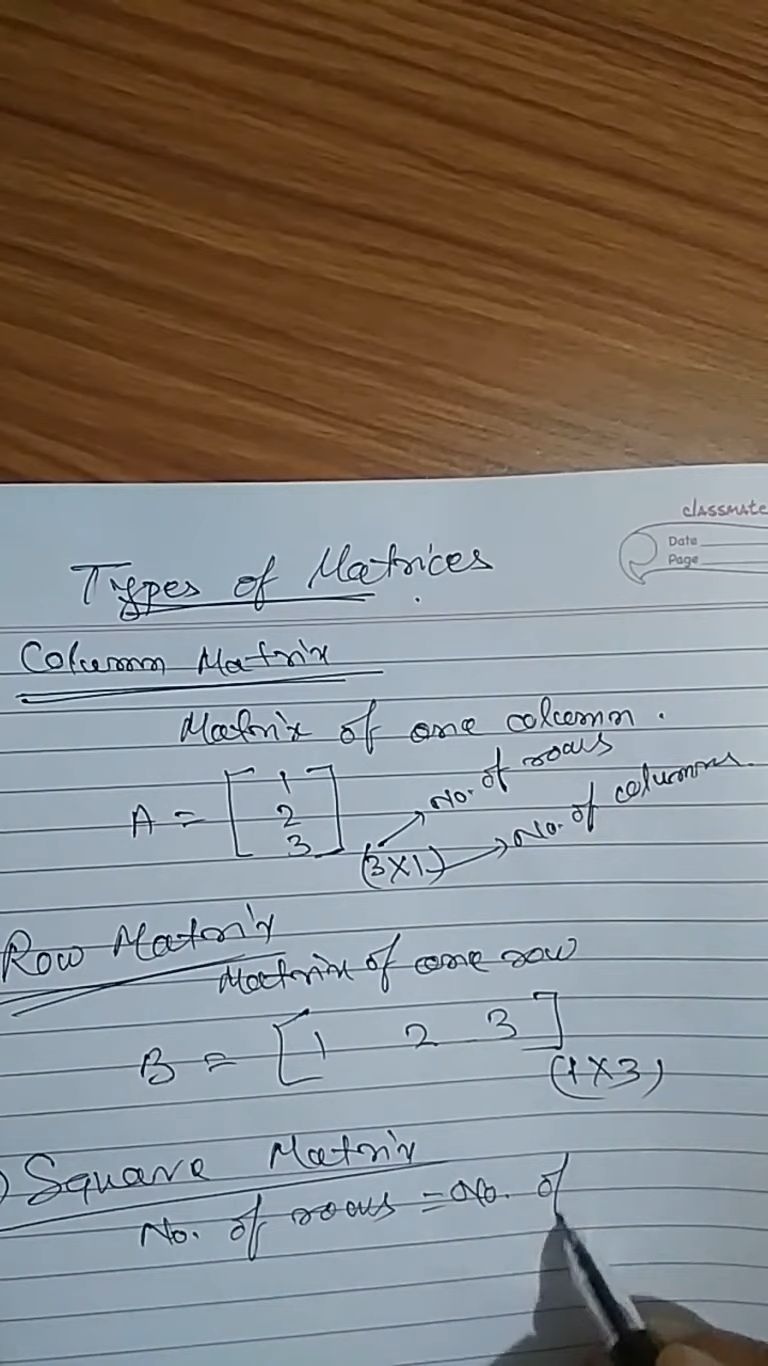 classmate
Date
Page
Types of Matrices
Column Matrix
Matrix of one column.
A = [1 2 3] (3×1) → No. of rows → No. of columns.
Row Matrix
Matrix of one row
B = [1 2 3] (1×3)
) Square Matrix
No. of rows = No. of